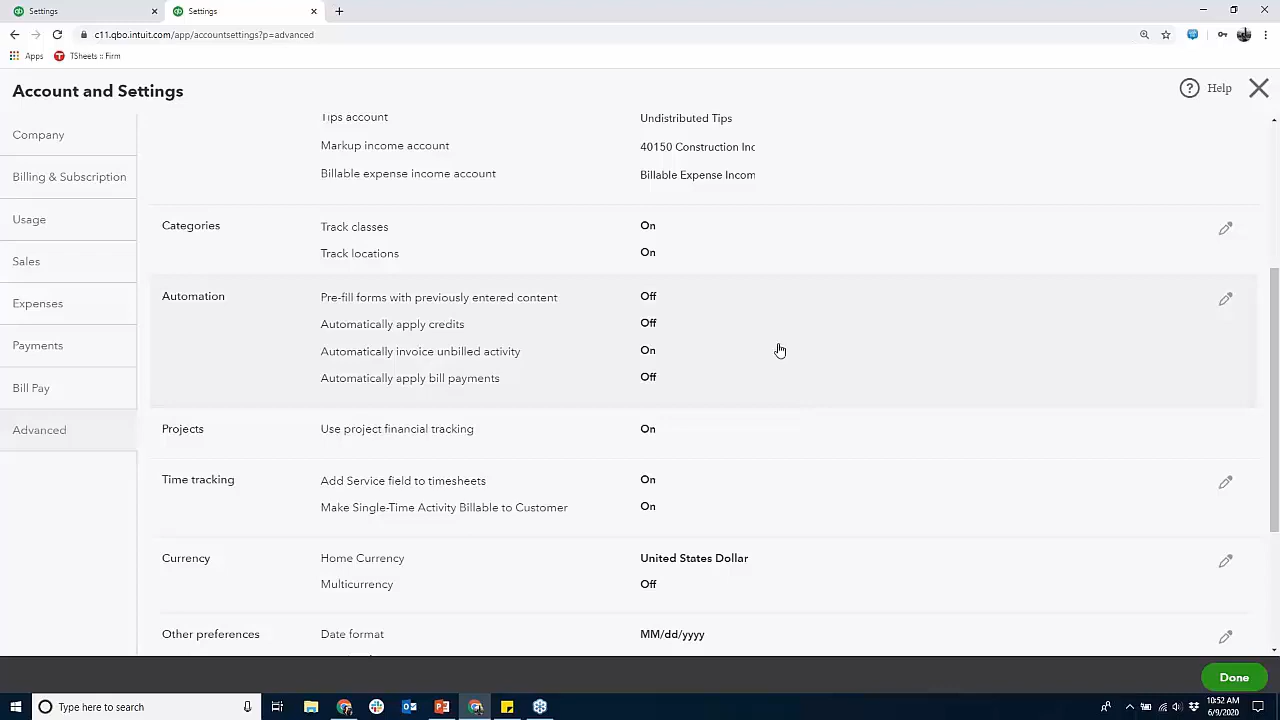 Settings
Settings
c11.qbo.intuit.com/app/accountsettings?p=advanced
Apps
TSheets :: Firm
Account and Settings
Help
Company
Billing & Subscription
Usage
Sales
Expenses
Payments
Bill Pay
Advanced
Tips account Undistributed Tips
Markup income account 40150 Construction Inc
Billable expense income account Billable Expense Incom
Categories Track classes On
Track locations On
Automation Pre-fill forms with previously entered content Off
Automatically apply credits Off
Automatically invoice unbilled activity On
Automatically apply bill payments Off
Projects Use project financial tracking On
Time tracking Add Service field to timesheets On
Make Single-Time Activity Billable to Customer On
Currency Home Currency United States Dollar
Multicurrency Off
Other preferences Date format MM/dd/yyyy
Done
Type here to search
10:52 AM
6/9/2020